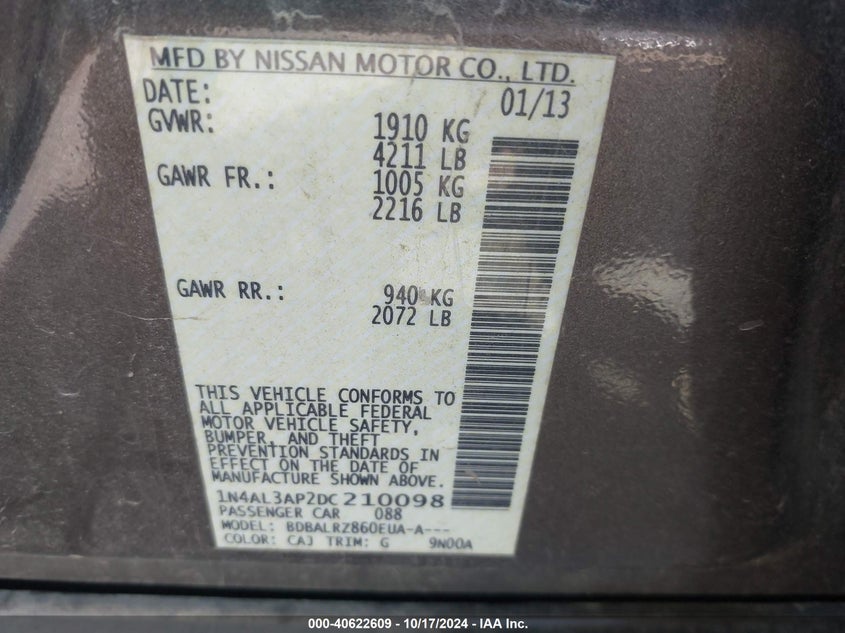 MFD BY NISSAN MOTOR CO., LTD.
DATE: 01/13
GVWR: 1910 KG
4211 LB
GAWR FR.: 1005 KG
2216 LB
GAWR RR.: 940 KG
2072 LB
THIS VEHICLE CONFORMS TO
ALL APPLICABLE FEDERAL
MOTOR VEHICLE SAFETY,
BUMPER, AND THEFT
PREVENTION STANDARDS IN
EFFECT ON THE DATE OF
MANUFACTURE SHOWN ABOVE.
1N4AL3AP2DC210098
PASSENGER CAR 088
MODEL: BDBALRZ860EUA-A---
COLOR: CAJ TRIM: G 9N00A
000-40622609 - 10/17/2024 - IAA Inc.